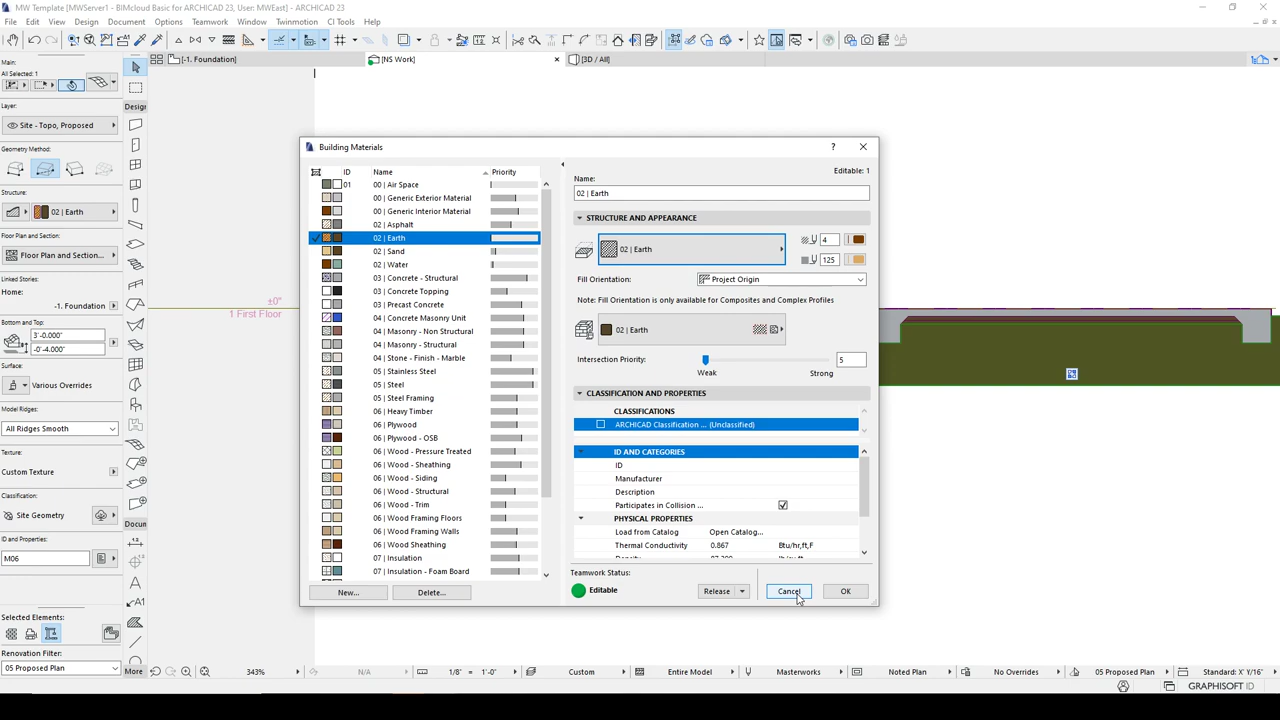 MW Template [MWServer1 - BIMcloud Basic for ARCHICAD 23, User: MWEast] - ARCHICAD 23
File Edit View Design Document Options Teamwork Window Twinmotion CI Tools Help
Main:
All Selected: 1
[-1. Foundation]
[NS Work]
[3D / All]
Layer:
Site - Topo, Proposed
Geometry Method:
Structure:
02 | Earth
Floor Plan and Section:
Floor Plan and Section...
Linked Stories:
Home:
-1. Foundation
Bottom and Top:
3'-0.000"
-0'-4.000"
Surface:
Various Overrides
Model Ridges:
All Ridges Smooth
Texture:
Custom Texture
Classification:
Site Geometry
ID and Properties:
M06
Selected Elements:
Renovation Filter:
05 Proposed Plan
Design
Docum
More
±0"
1 First Floor
Building Materials
? 
ID Name Priority
01 00 | Air Space
00 | Generic Exterior Material
00 | Generic Interior Material
02 | Asphalt
02 | Earth
02 | Sand
02 | Water
03 | Concrete - Structural
03 | Concrete Topping
03 | Precast Concrete
04 | Concrete Masonry Unit
04 | Masonry - Non Structural
04 | Masonry - Structural
04 | Stone - Finish - Marble
05 | Stainless Steel
05 | Steel
05 | Steel Framing
06 | Heavy Timber
06 | Plywood
06 | Plywood - OSB
06 | Wood - Pressure Treated
06 | Wood - Sheathing
06 | Wood - Siding
06 | Wood - Structural
06 | Wood - Trim
06 | Wood Framing Floors
06 | Wood Framing Walls
06 | Wood Sheathing
07 | Insulation
07 | Insulation - Foam Board
New... Delete...
Editable: 1
Name:
02 | Earth
STRUCTURE AND APPEARANCE
02 | Earth
4
125
Fill Orientation: Project Origin
Note: Fill Orientation is only available for Composites and Complex Profiles
02 | Earth
Intersection Priority: 5
Weak Strong
CLASSIFICATION AND PROPERTIES
CLASSIFICATIONS
ARCHICAD Classification ... (Unclassified)
ID AND CATEGORIES
ID
Manufacturer
Description
Participates in Collision ...
PHYSICAL PROPERTIES
Load from Catalog Open Catalog...
Thermal Conductivity 0.867 Btu/hr,ft,F
Teamwork Status:
Editable
Release Cancel OK
343% N/A 1/8" = 1'-0" Custom Entire Model Masterworks Noted Plan No Overrides 05 Proposed Plan Standard: X' Y/16"
GRAPHISOFT ID